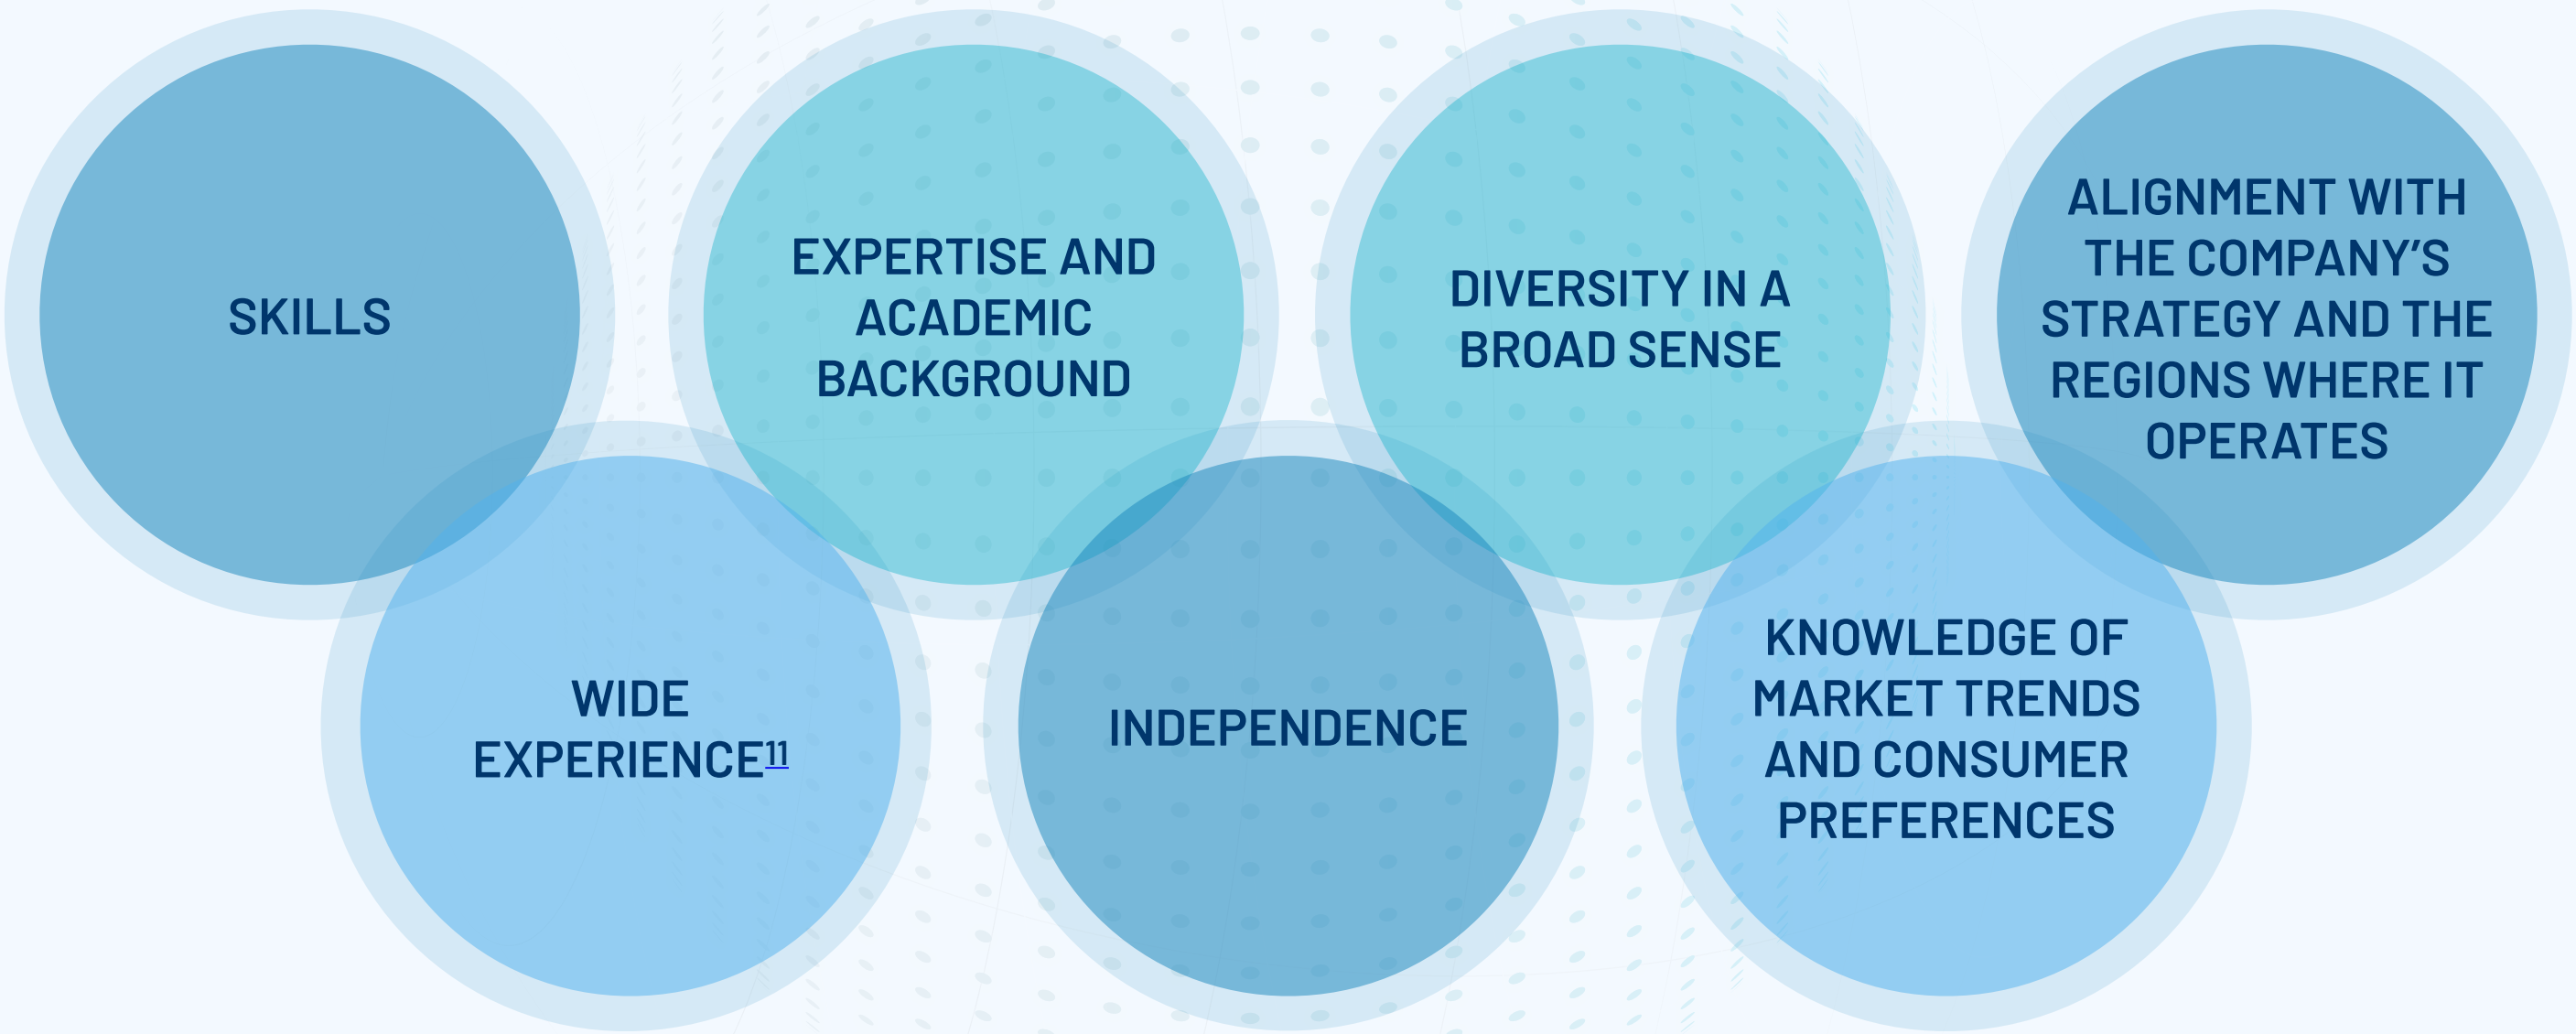 SKILLS
EXPERTISE AND
ACADEMIC
BACKGROUND
DIVERSITY IN A
BROAD SENSE
ALIGNMENT WITH
THE COMPANY’S
STRATEGY AND THE
REGIONS WHERE IT
OPERATES
WIDE
EXPERIENCE11
INDEPENDENCE
KNOWLEDGE OF
MARKET TRENDS
AND CONSUMER
PREFERENCES